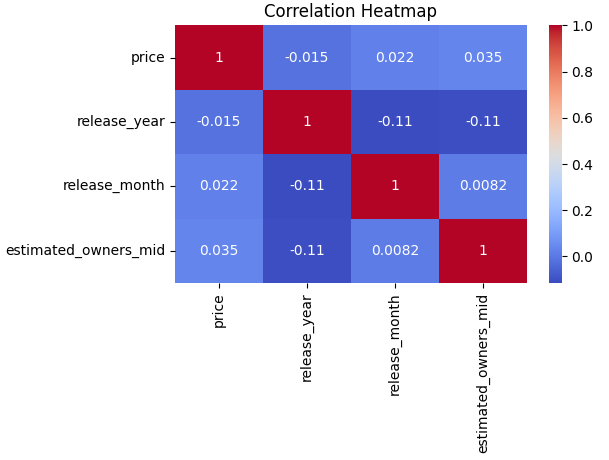 Correlation Heatmap
price 1 -0.015 0.022 0.035
release_year -0.015 1 -0.11 -0.11
release_month 0.022 -0.11 1 0.0082
estimated_owners_mid 0.035 -0.11 0.0082 1
price release_year release_month estimated_owners_mid
1.0
0.8
0.6
0.4
0.2
0.0